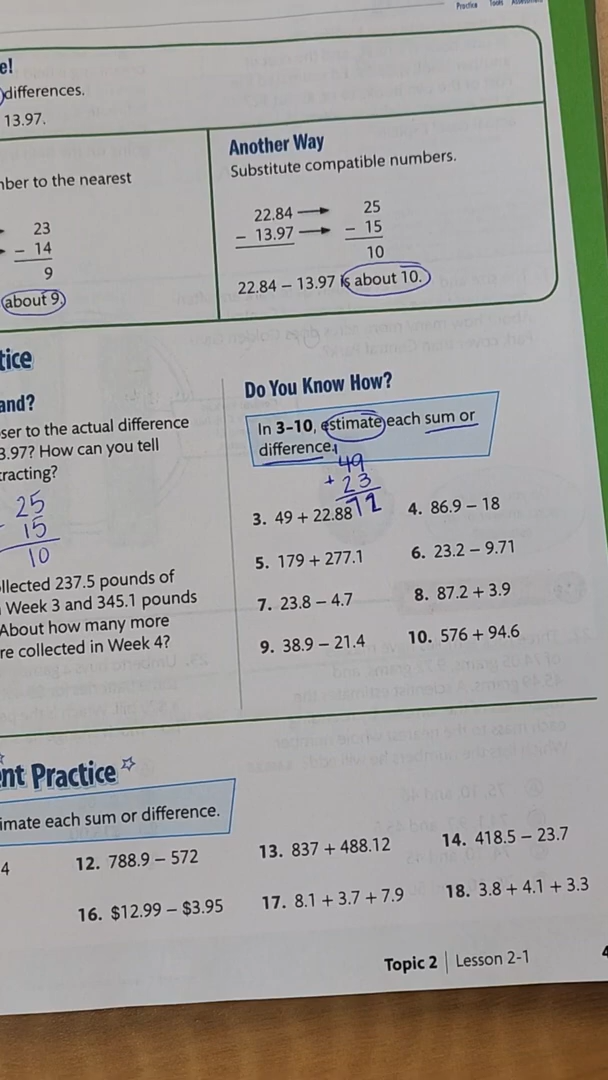 Practice Tools
e!
differences.
13.97.
mber to the nearest
23
- 14
9
about 9.
Another Way
Substitute compatible numbers.
22.84 → 25
- 13.97 → - 15
10
22.84 – 13.97 is about 10.
tice
and?
ser to the actual difference
3.97? How can you tell
tracting?
25
- 15
10
ollected 237.5 pounds of
Week 3 and 345.1 pounds
About how many more
re collected in Week 4?
Do You Know How?
In 3–10, estimate each sum or
difference.
49
+ 23
72
3. 49 + 22.88
4. 86.9 – 18
5. 179 + 277.1
6. 23.2 – 9.71
7. 23.8 – 4.7
8. 87.2 + 3.9
9. 38.9 – 21.4
10. 576 + 94.6
ent Practice
imate each sum or difference.
4
12. 788.9 – 572
13. 837 + 488.12
14. 418.5 – 23.7
16. $12.99 – $3.95
17. 8.1 + 3.7 + 7.9
18. 3.8 + 4.1 + 3.3
Topic 2 | Lesson 2-1
4